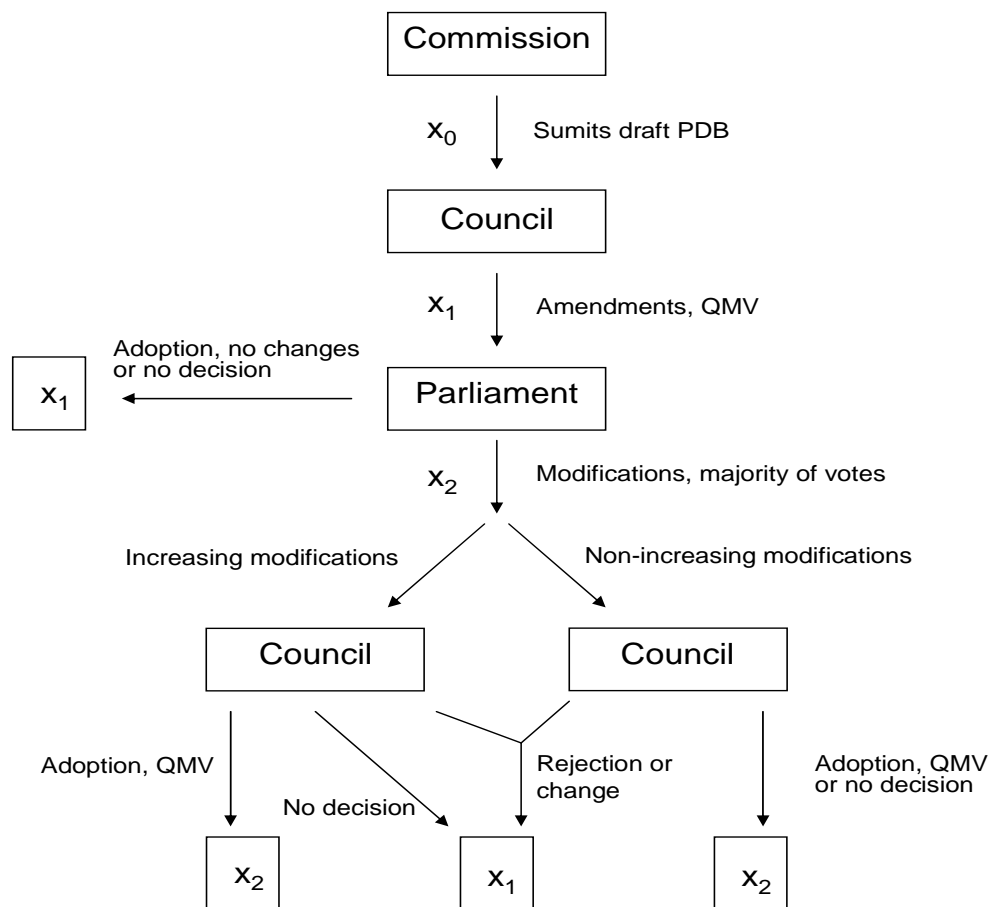 Commission
x0
Sumits draft PDB
Council
x1
Amendments, QMV
Adoption, no changes
or no decision
x1
Parliament
x2
Modifications, majority of votes
Increasing modifications
Non-increasing modifications
Council
Council
Adoption, QMV
No decision
Rejection or
change
Adoption, QMV
or no decision
x2
x1
x2